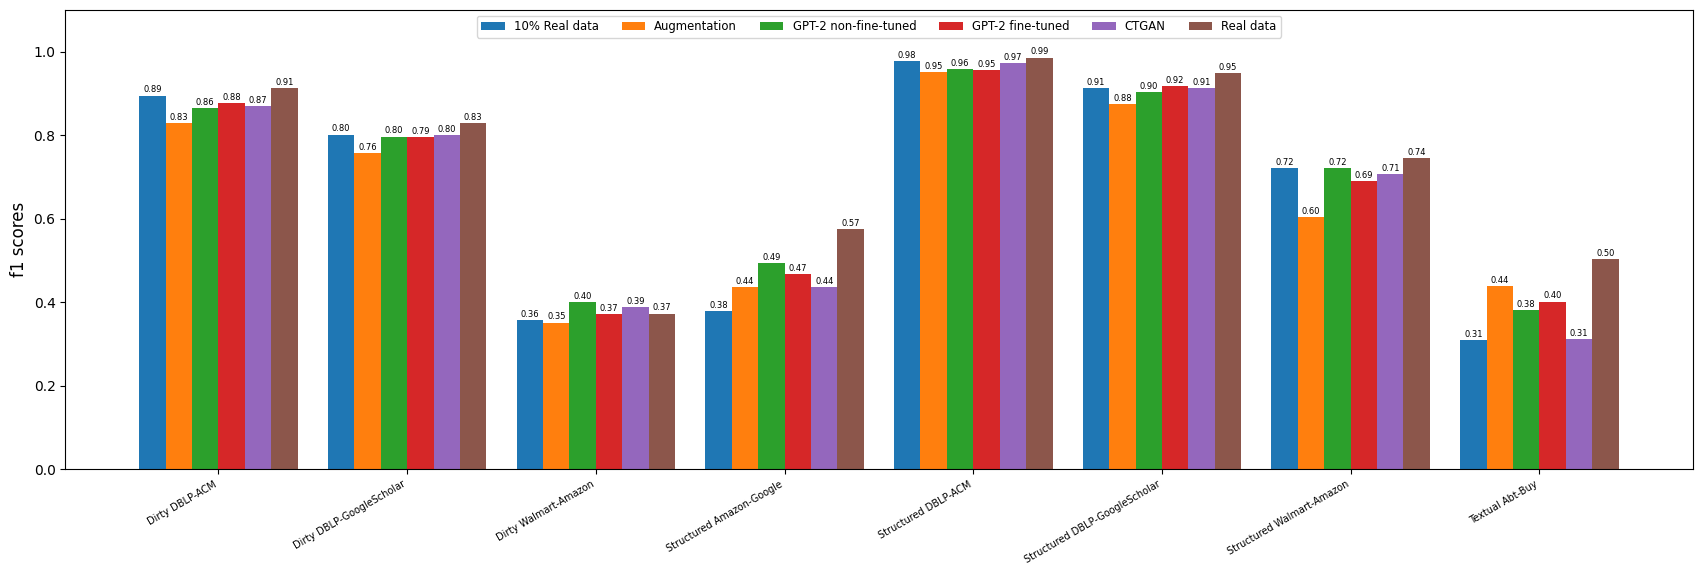 10% Real data Augmentation GPT-2 non-fine-tuned GPT-2 fine-tuned CTGAN Real data
f1 scores
1.0
0.8
0.6
0.4
0.2
0.0
0.89 0.83 0.86 0.88 0.87 0.91
0.80 0.76 0.80 0.79 0.80 0.83
0.36 0.35 0.40 0.37 0.39 0.37
0.38 0.44 0.49 0.47 0.44 0.57
0.98 0.95 0.96 0.95 0.97 0.99
0.91 0.88 0.90 0.92 0.91 0.95
0.72 0.60 0.72 0.69 0.71 0.74
0.31 0.44 0.38 0.40 0.31 0.50
Dirty DBLP-ACM
Dirty DBLP-GoogleScholar
Dirty Walmart-Amazon
Structured Amazon-Google
Structured DBLP-ACM
Structured DBLP-GoogleScholar
Structured Walmart-Amazon
Textual Abt-Buy